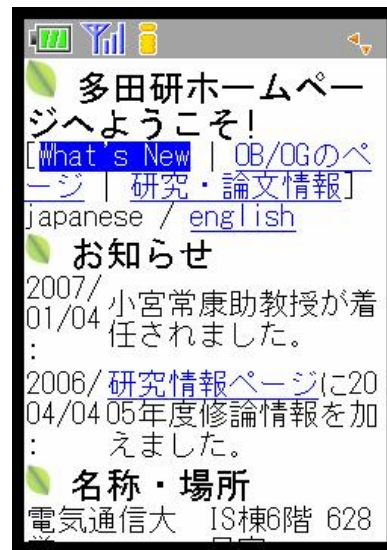 多田研ホームペー
ジへようこそ!
[What's New | OB/OGのペ
ージ | 研究・論文情報]
japanese / english
お知らせ
2007/01/04: 小宮常康助教授が着任されました。
2006/04/04: 研究情報ページに2005年度修論情報を加えました。
名称・場所
電気通信大 IS棟6階 628